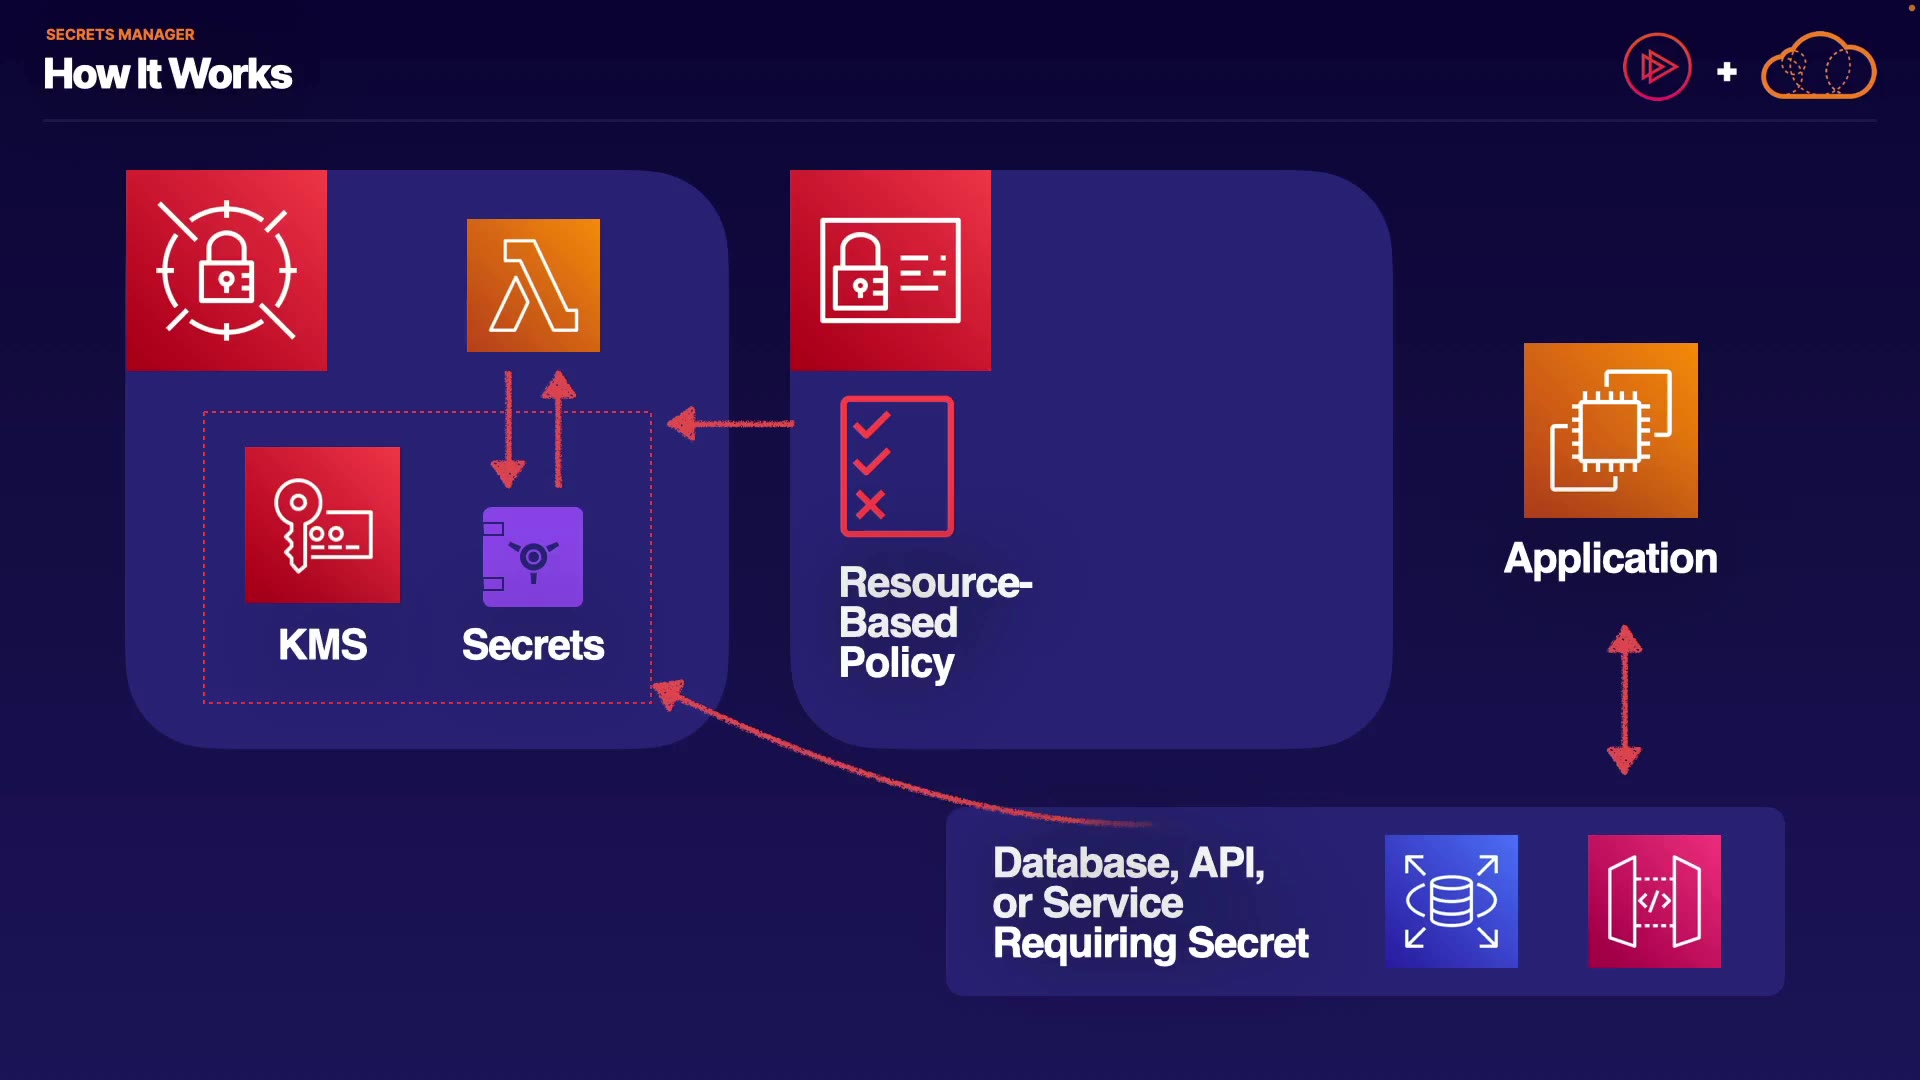 SECRETS MANAGER
How It Works
KMS
Secrets
Resource-
Based
Policy
Application
Database, API,
or Service
Requiring Secret